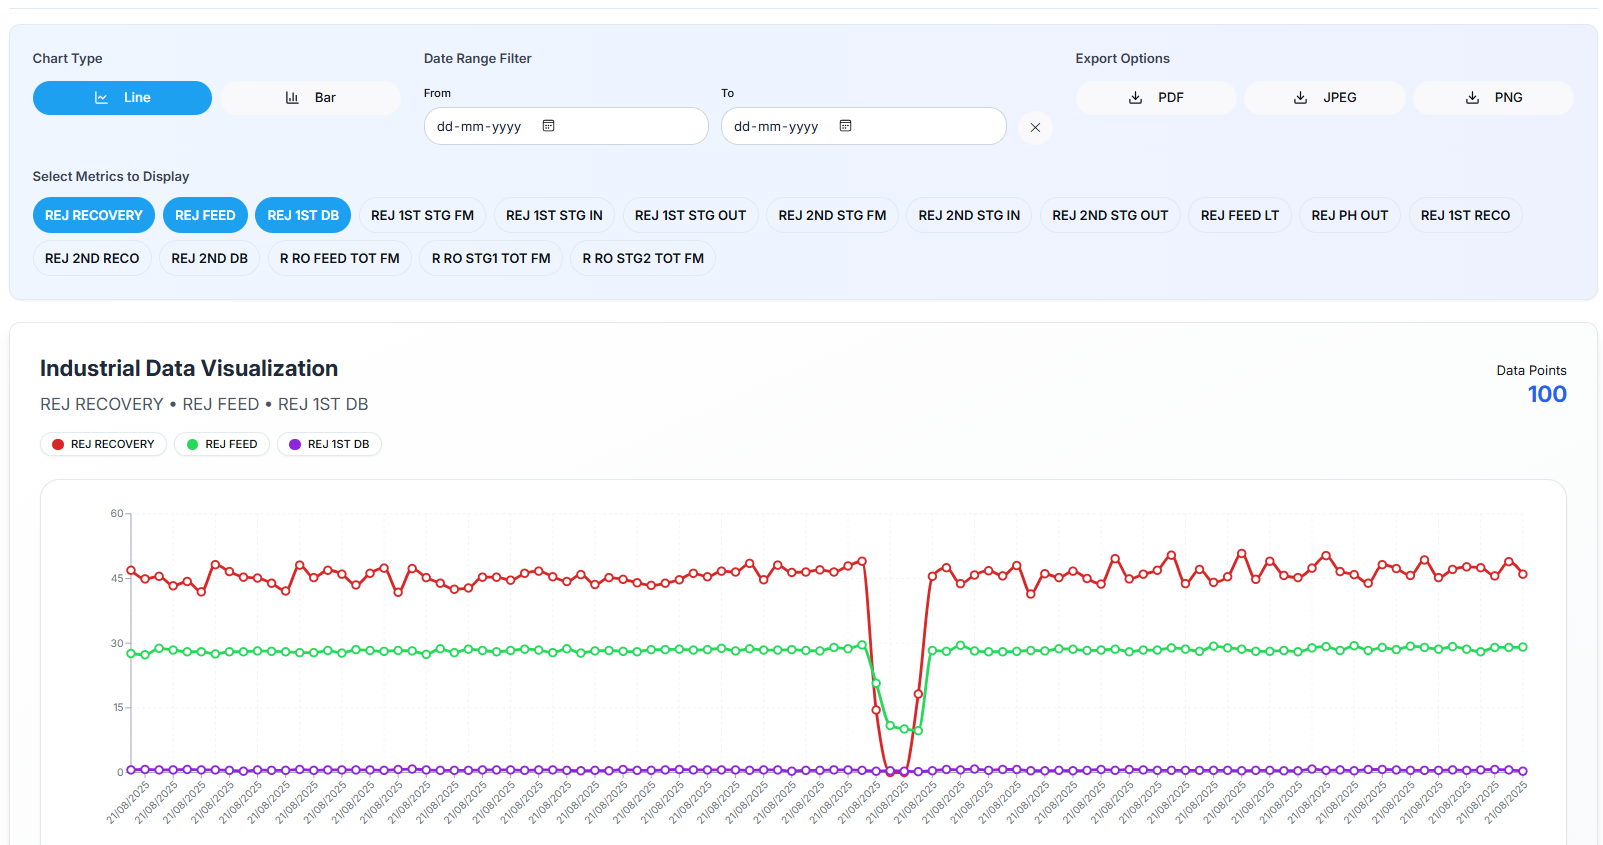 Chart Type
Date Range Filter
Export Options
Line
Bar
From
To
dd-mm-yyyy
dd-mm-yyyy
PDF
JPEG
PNG
Select Metrics to Display
REJ RECOVERY REJ FEED REJ 1ST DB REJ 1ST STG FM REJ 1ST STG IN REJ 1ST STG OUT REJ 2ND STG FM REJ 2ND STG IN REJ 2ND STG OUT REJ FEED LT REJ PH OUT REJ 1ST RECO
REJ 2ND RECO REJ 2ND DB R RO FEED TOT FM R RO STG1 TOT FM R RO STG2 TOT FM
Industrial Data Visualization
Data Points
100
REJ RECOVERY • REJ FEED • REJ 1ST DB
REJ RECOVERY REJ FEED REJ 1ST DB
60
45
30
15
0
21/08/2025 21/08/2025 21/08/2025 21/08/2025 21/08/2025 21/08/2025 21/08/2025 21/08/2025 21/08/2025 21/08/2025 21/08/2025 21/08/2025 21/08/2025 21/08/2025 21/08/2025 21/08/2025 21/08/2025 21/08/2025 21/08/2025 21/08/2025 21/08/2025 21/08/2025 21/08/2025 21/08/2025 21/08/2025 21/08/2025 21/08/2025 21/08/2025 21/08/2025 21/08/2025 21/08/2025 21/08/2025 21/08/2025 21/08/2025 21/08/2025 21/08/2025 21/08/2025 21/08/2025 21/08/2025 21/08/2025 21/08/2025 21/08/2025 21/08/2025 21/08/2025 21/08/2025 21/08/2025 21/08/2025 21/08/2025 21/08/2025 21/08/2025